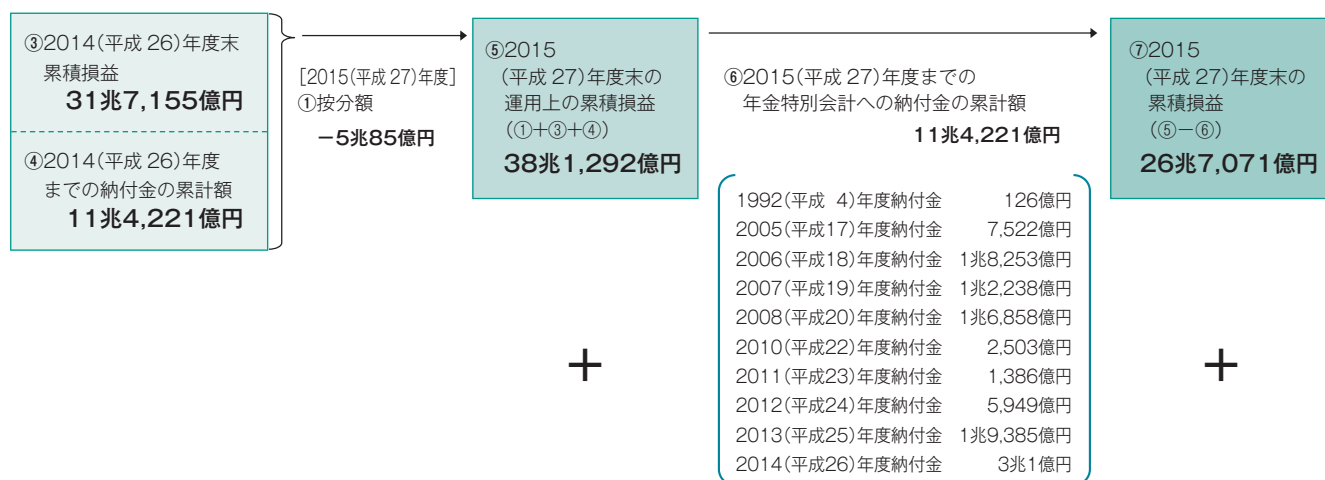 ③2014(平成 26)年度末
累積損益
31兆7,155億円
④2014(平成 26)年度
までの納付金の累計額
11兆4,221億円
[2015(平成 27)年度]
①按分額
−5兆85億円
⑤2015
(平成 27)年度末の
運用上の累積損益
(①+③+④)
38兆1,292億円
⑥2015(平成 27)年度までの
年金特別会計への納付金の累計額
11兆4,221億円
1992(平成 4)年度納付金 126億円
2005(平成17)年度納付金 7,522億円
2006(平成18)年度納付金 1兆8,253億円
2007(平成19)年度納付金 1兆2,238億円
2008(平成20)年度納付金 1兆6,858億円
2010(平成22)年度納付金 2,503億円
2011(平成23)年度納付金 1,386億円
2012(平成24)年度納付金 5,949億円
2013(平成25)年度納付金 1兆9,385億円
2014(平成26)年度納付金 3兆1億円
⑦2015
(平成 27)年度末の
累積損益
(⑤−⑥)
26兆7,071億円
+
+